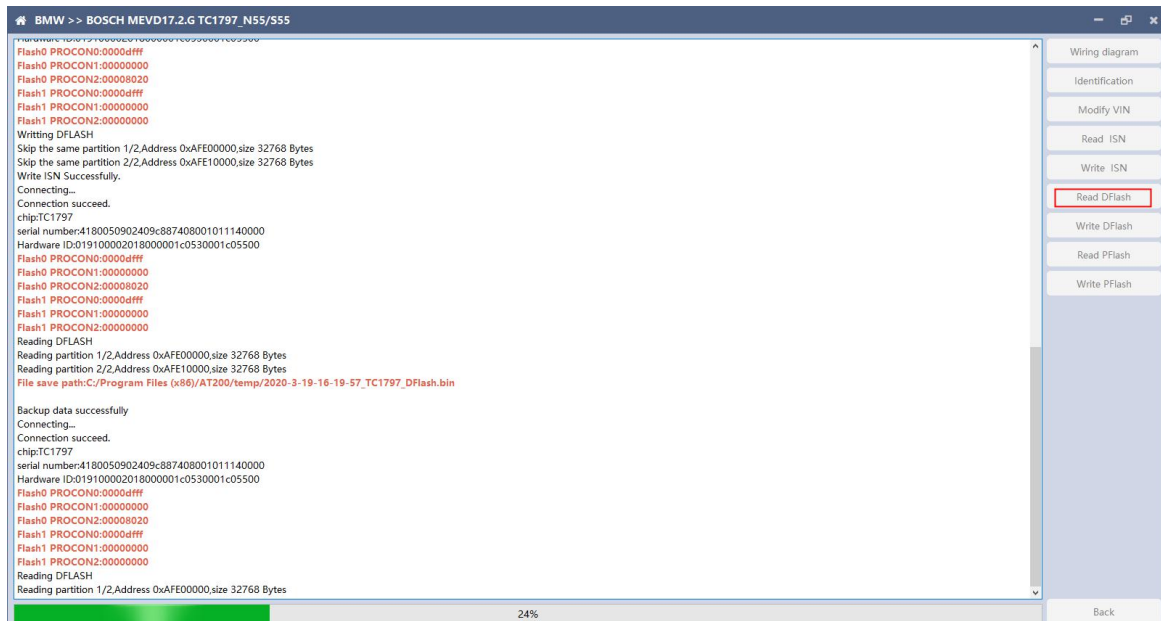 BMW >> BOSCH MEVD17.2.G TC1797_N55/S55
Flash0 PROCON0:0000dfff
Flash0 PROCON1:00000000
Flash0 PROCON2:00008020
Flash1 PROCON0:0000dfff
Flash1 PROCON1:00000000
Flash1 PROCON2:00000000
Writting DFLASH
Skip the same partition 1/2,Address 0xAFE00000,size 32768 Bytes
Skip the same partition 2/2,Address 0xAFE10000,size 32768 Bytes
Write ISN Successfully.
Connecting...
Connection succeed.
chip:TC1797
serial number:4180050902409c887408001011140000
Hardware ID:019100002018000001c0530001c05500
Flash0 PROCON0:0000dfff
Flash0 PROCON1:00000000
Flash0 PROCON2:00008020
Flash1 PROCON0:0000dfff
Flash1 PROCON1:00000000
Flash1 PROCON2:00000000
Reading DFLASH
Reading partition 1/2,Address 0xAFE00000,size 32768 Bytes
Reading partition 2/2,Address 0xAFE10000,size 32768 Bytes
File save path:C:/Program Files (x86)/AT200/temp/2020-3-19-16-19-57_TC1797_DFlash.bin
Backup data successfully
Connecting...
Connection succeed.
chip:TC1797
serial number:4180050902409c887408001011140000
Hardware ID:019100002018000001c0530001c05500
Flash0 PROCON0:0000dfff
Flash0 PROCON1:00000000
Flash0 PROCON2:00008020
Flash1 PROCON0:0000dfff
Flash1 PROCON1:00000000
Flash1 PROCON2:00000000
Reading DFLASH
Reading partition 1/2,Address 0xAFE00000,size 32768 Bytes
24%
Wiring diagram
Identification
Modify VIN
Read ISN
Write ISN
Read DFlash
Write DFlash
Read PFlash
Write PFlash
Back